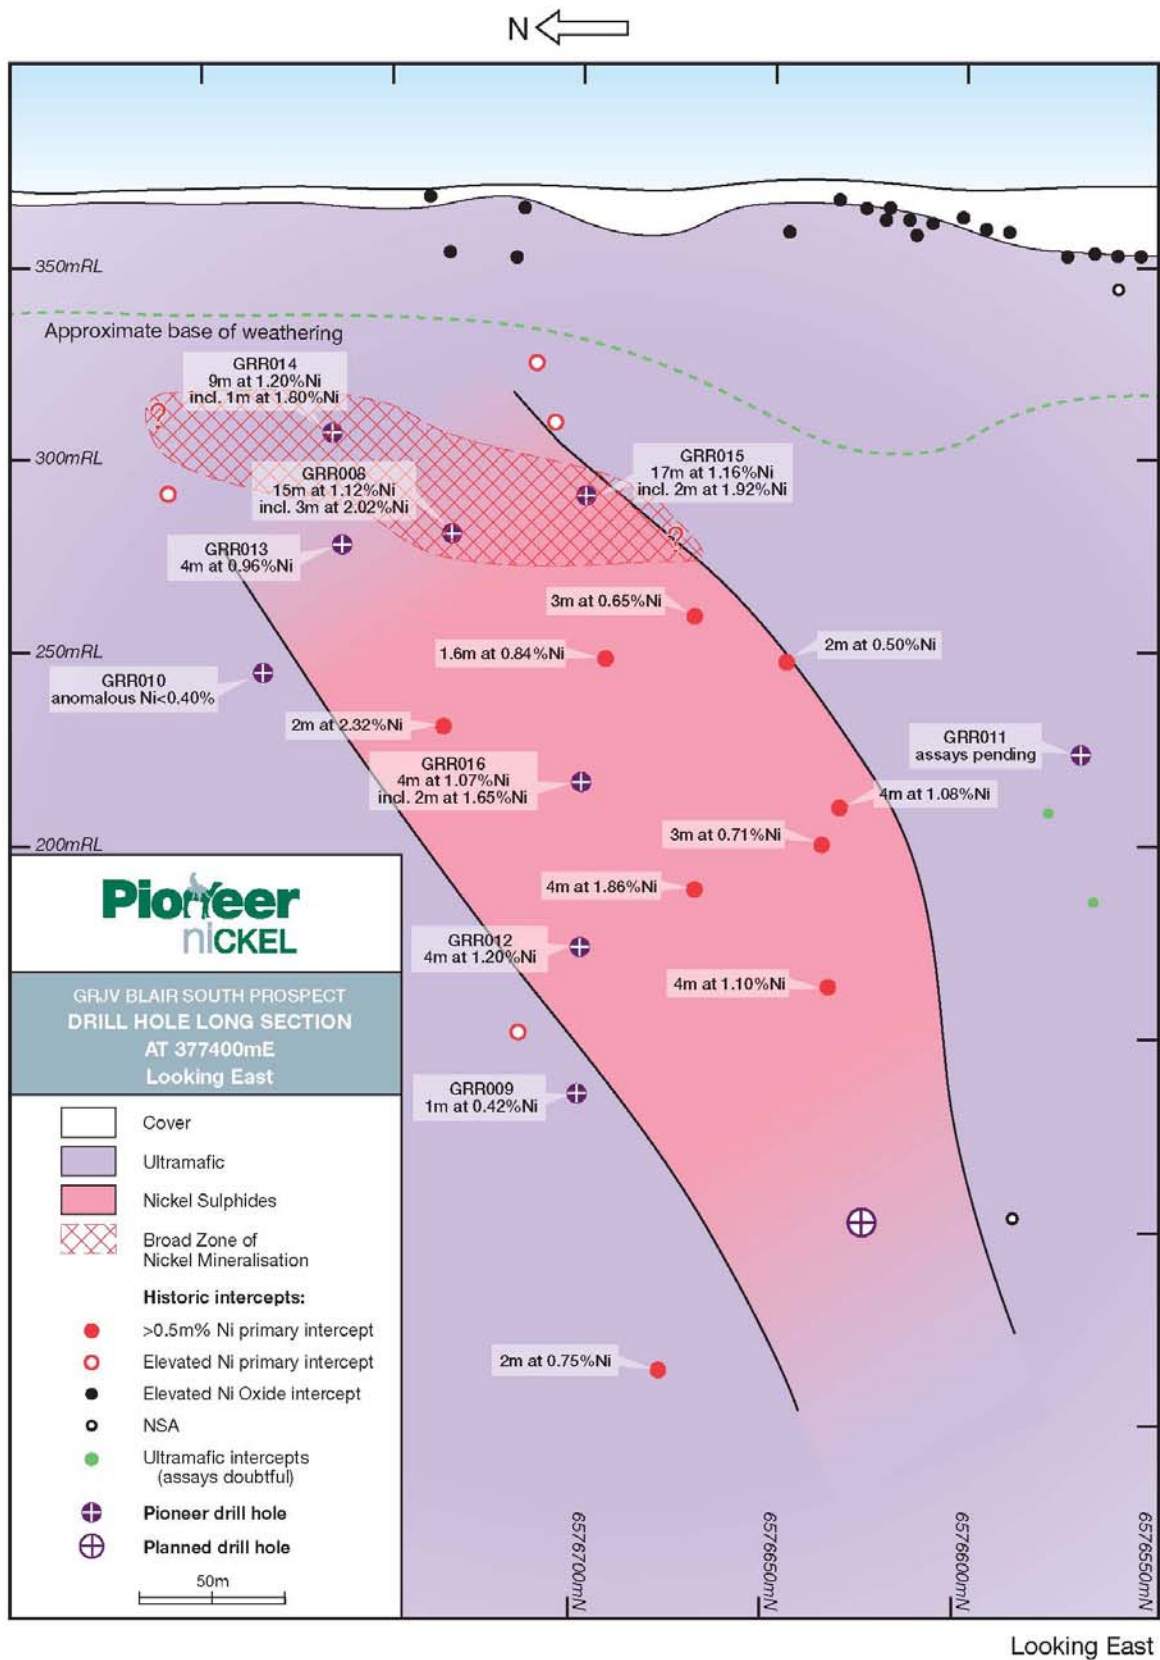 N
350mRL
Approximate base of weathering
GRR014
9m at 1.20%Ni
incl. 1m at 1.80%Ni
?
300mRL
GRR008
15m at 1.12%Ni
incl. 3m at 2.02%Ni
GRR015
17m at 1.16%Ni
incl. 2m at 1.92%Ni
?
GRR013
4m at 0.96%Ni
3m at 0.65%Ni
250mRL
1.6m at 0.84%Ni
2m at 0.50%Ni
GRR010
anomalous Ni<0.40%
2m at 2.32%Ni
GRR011
assays pending
GRR016
4m at 1.07%Ni
incl. 2m at 1.65%Ni
4m at 1.08%Ni
3m at 0.71%Ni
200mRL
4m at 1.86%Ni
GRR012
4m at 1.20%Ni
4m at 1.10%Ni
GRR009
1m at 0.42%Ni
2m at 0.75%Ni
Pioneer
niCKEL
GRJV BLAIR SOUTH PROSPECT
DRILL HOLE LONG SECTION
AT 377400mE
Looking East
Cover
Ultramafic
Nickel Sulphides
Broad Zone of
Nickel Mineralisation
Historic intercepts:
>0.5m% Ni primary intercept
Elevated Ni primary intercept
Elevated Ni Oxide intercept
NSA
Ultramafic intercepts
(assays doubtful)
Pioneer drill hole
Planned drill hole
50m
6576700mN
6576650mN
6576600mN
6576550mN
Looking East